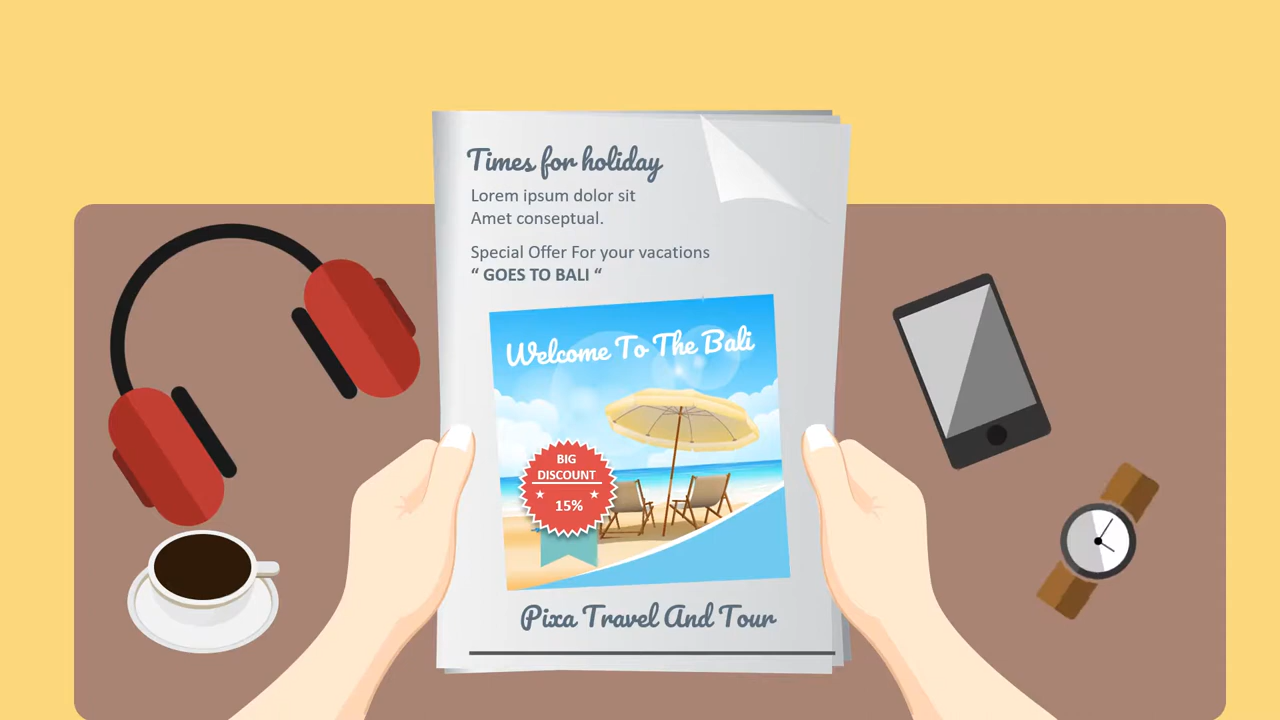 Times for holiday
Lorem ipsum dolor sit
Amet conseptual.
Special Offer For your vacations
“ GOES TO BALI “
Welcome To The Bali
BIG
DISCOUNT
15%
Pixa Travel And Tour